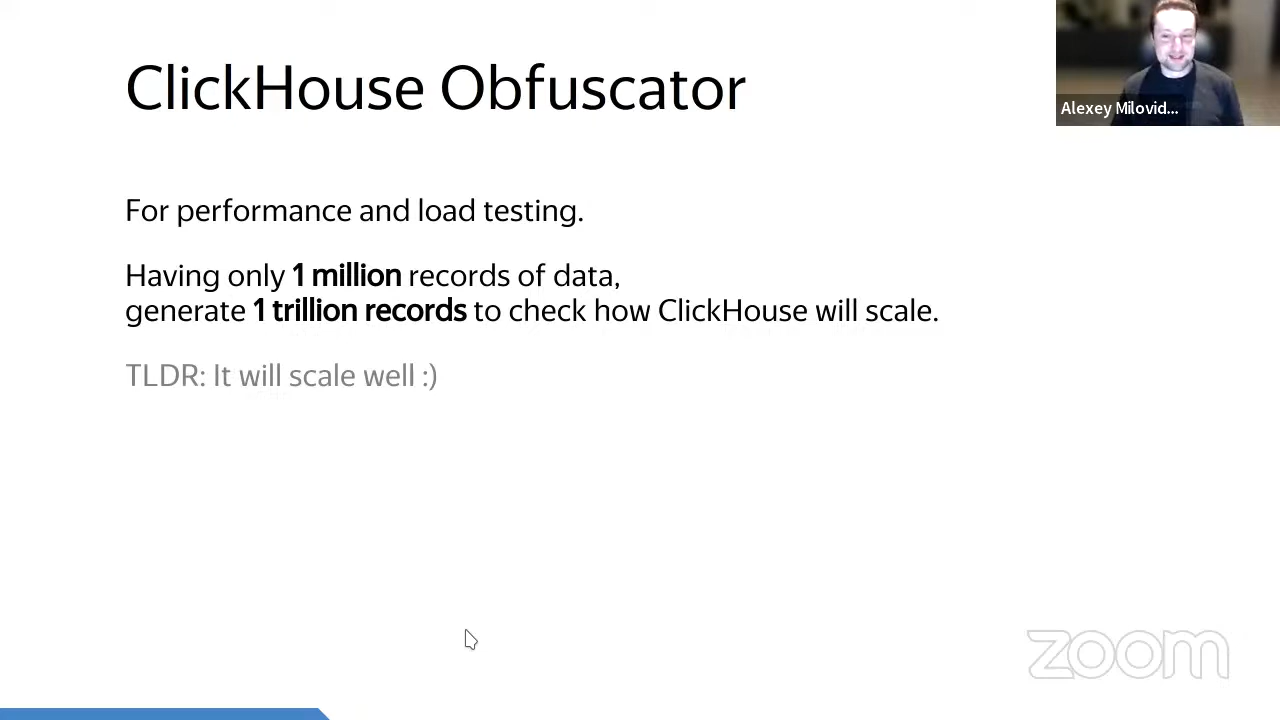 ClickHouse Obfuscator
Alexey Milovid...
For performance and load testing.
Having only 1 million records of data,
generate 1 trillion records to check how ClickHouse will scale.
TLDR: It will scale well :)
zoom